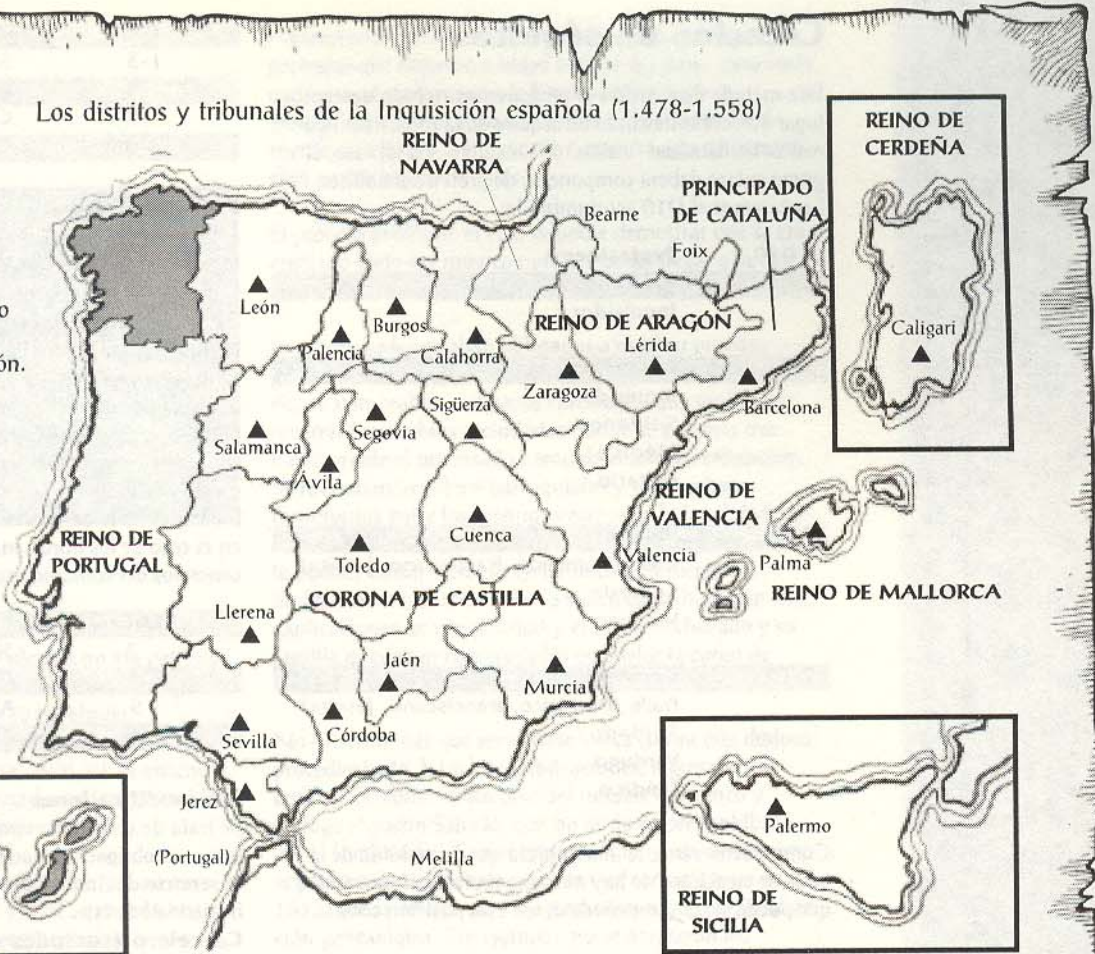 Los distritos y tribunales de la Inquisición española (1.478-1.558)
REINO DE
NAVARRA
REINO DE
CERDEÑA
PRINCIPADO
DE CATALUÑA
Bearne
Foix
León
Burgos
Palencia
Calahorra
REINO DE ARAGÓN
Lérida
Zaragoza
Barcelona
Caligari
o
ón.
Sigüerza
Segovia
Salamanca
Avila
REINO DE
VALENCIA
Cuenca
Valencia
Palma
REINO DE MALLORCA
REINO DE
PORTUGAL
Toledo
CORONA DE CASTILLA
Llerena
Jaén
Murcia
Córdoba
Sevilla
Jerez
(Portugal)
Melilla
Palermo
REINO DE
SICILIA